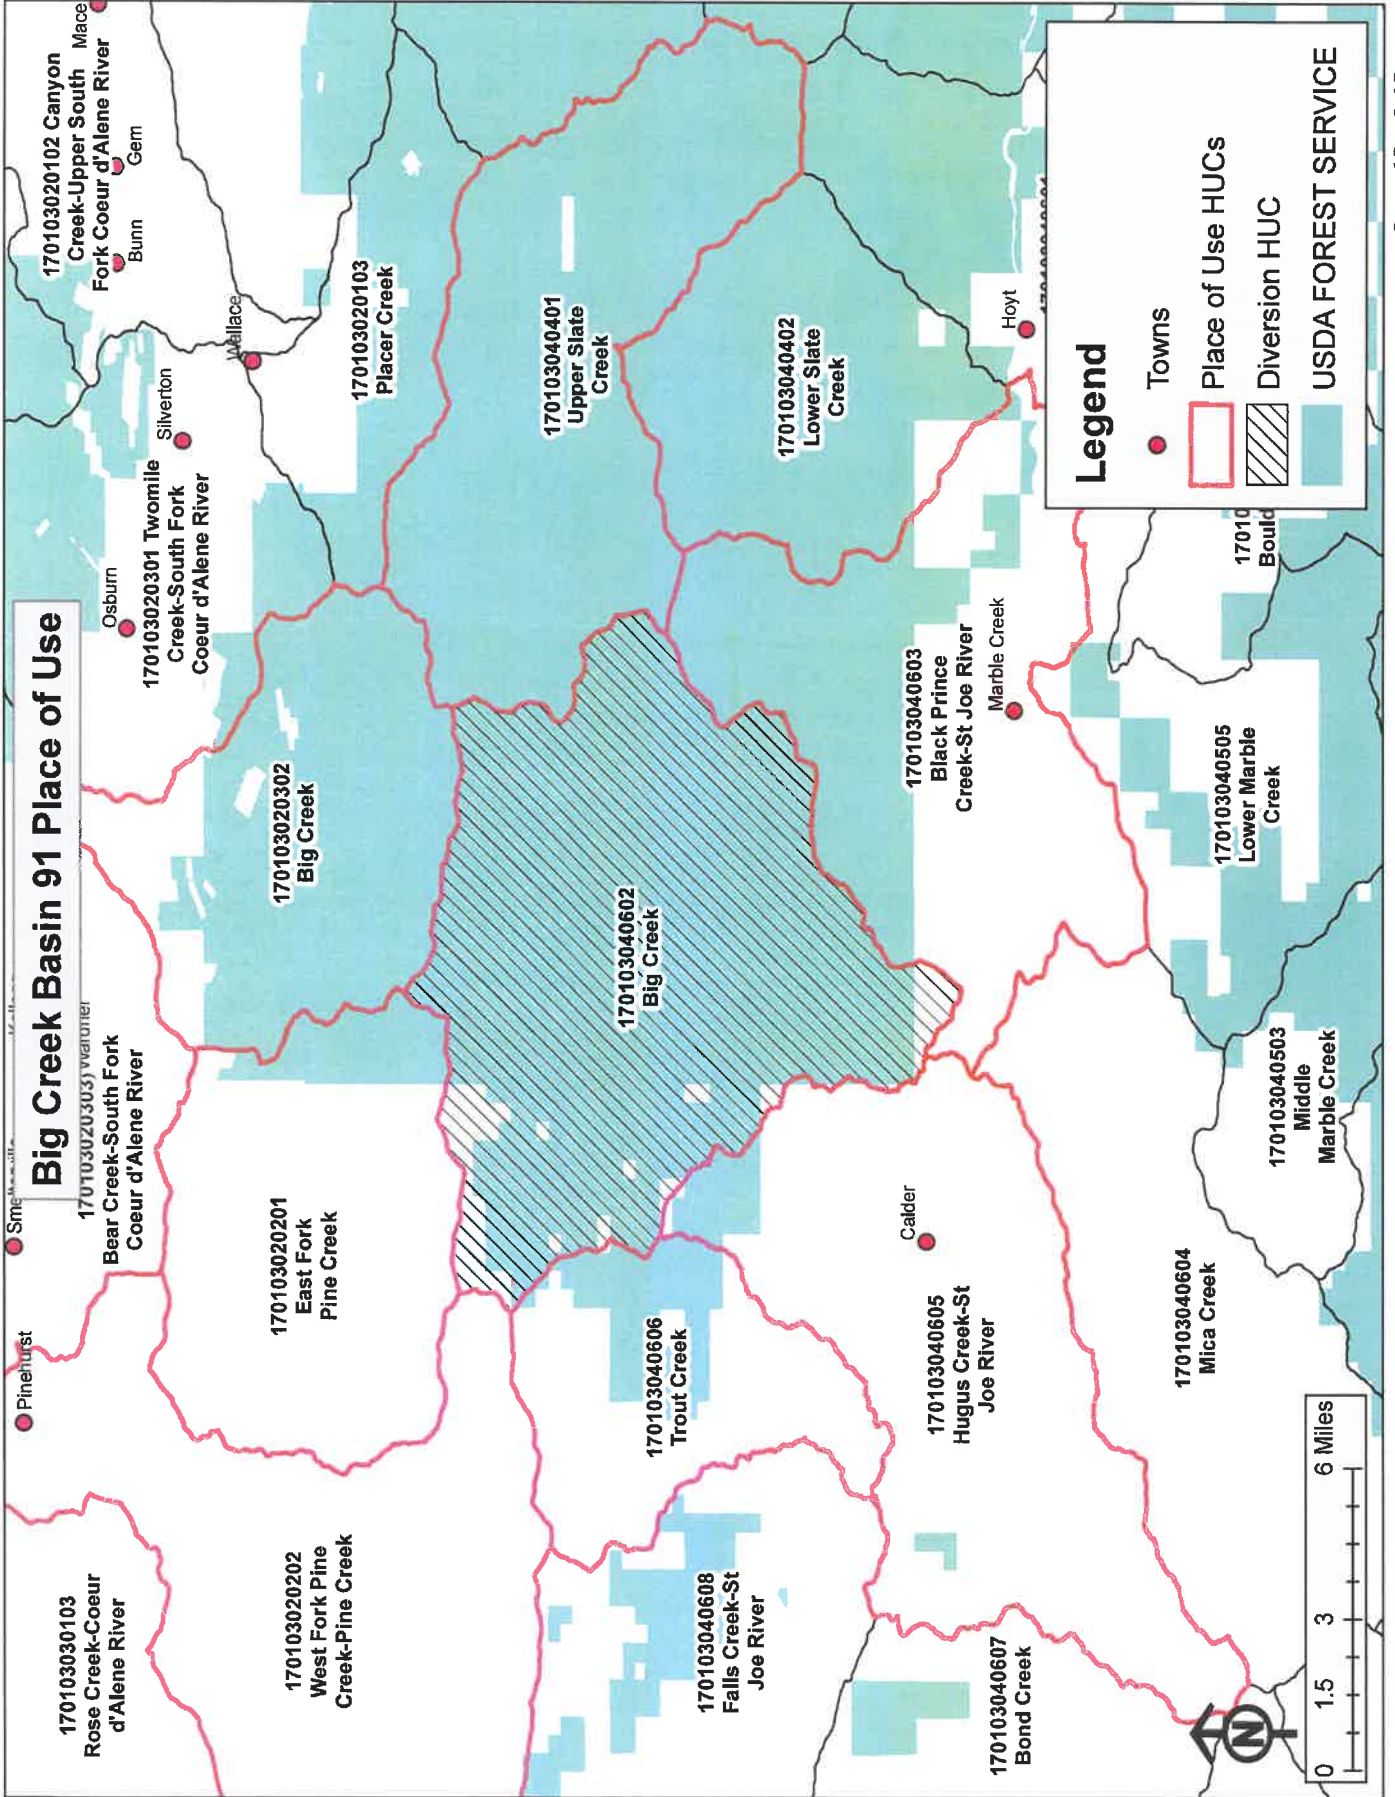 Big Creek Basin 91 Place of Use
Pinehurst
Osburn
Silverton
Wallace
Bunn
Gem
Mace
170103030103
Rose Creek-Coeur
d'Alene River
170103020202
West Fork Pine
Creek-Pine Creek
170103020201
East Fork
Pine Creek
Bear Creek-South Fork
Coeur d'Alene River
170103020302
Big Creek
170103020301 Twomile
Creek-South Fork
Coeur d'Alene River
170103020102 Canyon
Creek-Upper South
Fork Coeur d'Alene River
170103020103
Placer Creek
170103040401
Upper Slate
Creek
170103040402
Lower Slate
Creek
170103040602
Big Creek
170103040606
Trout Creek
170103040608
Falls Creek-St
Joe River
170103040607
Bond Creek
170103040605
Hugus Creek-St
Joe River
Calder
170103040604
Mica Creek
170103040603
Black Prince
Creek-St Joe River
Marble Creek
Hoyt
170103040505
Lower Marble
Creek
170103040503
Middle
Marble Creek
17010
Bould
Legend
Towns
Place of Use HUCs
Diversion HUC
USDA FOREST SERVICE
N
0 1.5 3 6 Miles